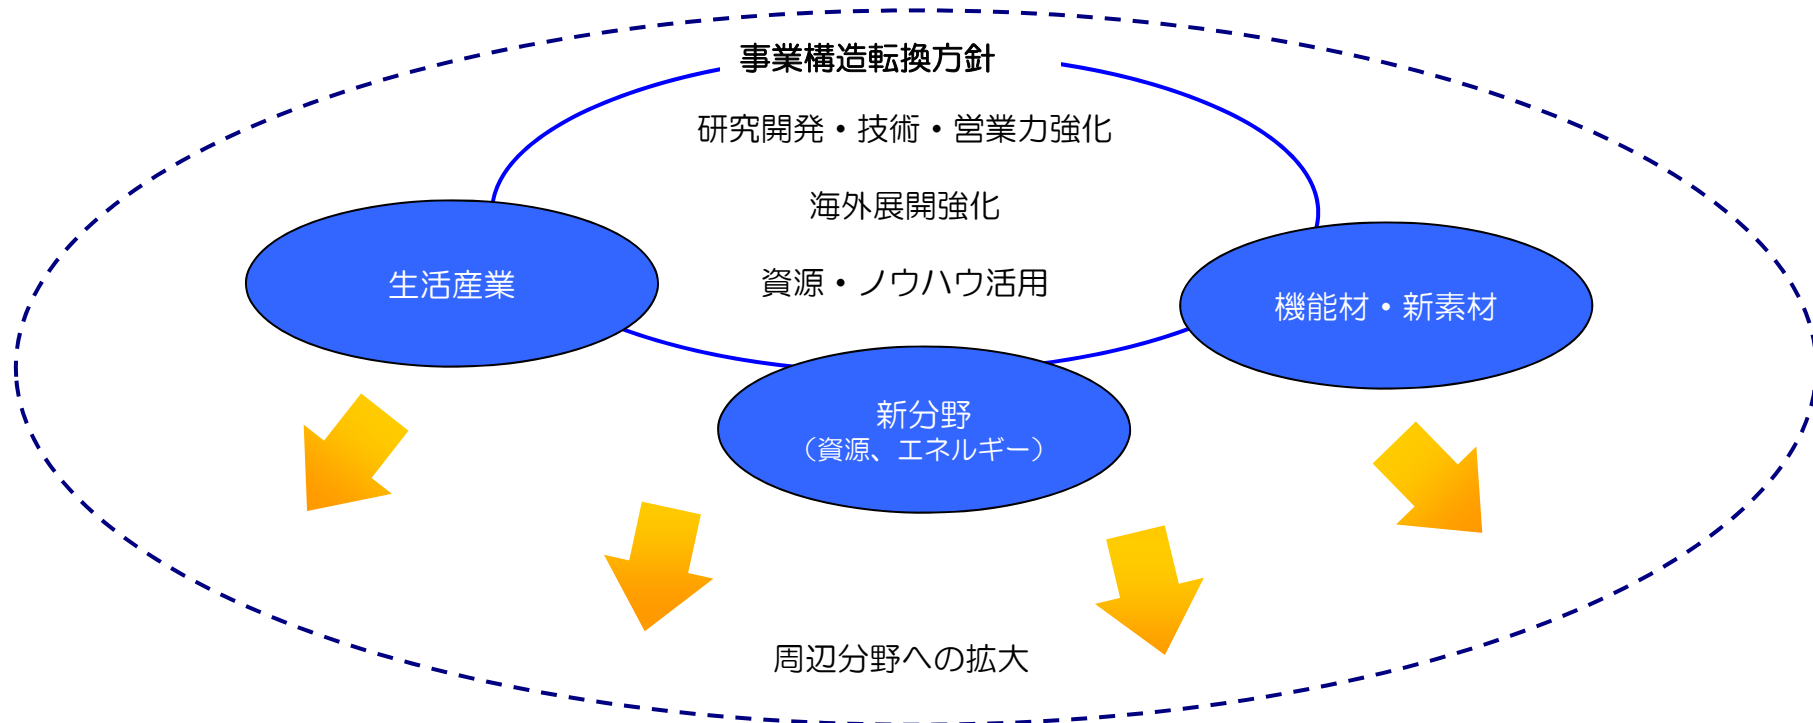 事業構造転換方針
研究開発・技術・営業力強化
海外展開強化
資源・ノウハウ活用
生活産業
機能材・新素材
新分野
（資源、エネルギー）
周辺分野への拡大